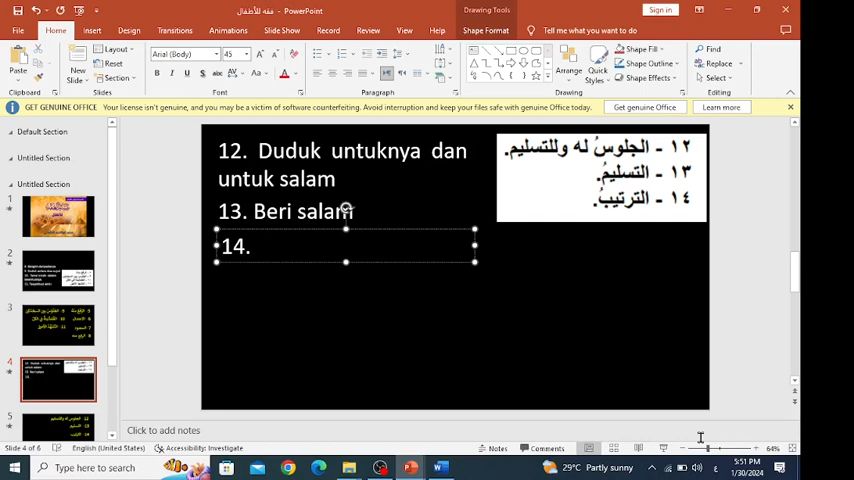 فقه للأطفال - PowerPoint
Drawing Tools
Sign in
File Home Insert Design Transitions Animations Slide Show Record Review View Help Shape Format Tell me what you want to do
Paste
New Slide
Layout
Reset
Section
Arial (Body) 45
Arrange
Quick Styles
Shape Fill
Shape Outline
Shape Effects
Find
Replace
Select
Clipboard Slides Font Paragraph Drawing Editing
GET GENUINE OFFICE Your license isn't genuine, and you may be a victim of software counterfeiting. Avoid interruption and keep your files safe with genuine Office today. Get genuine Office Learn more
Default Section
Untitled Section
Untitled Section
1
2
3
4
5
12. Duduk untuknya dan
untuk salam
13. Beri salam
14.
١٢ - الجلوسُ له وللتسليم.
١٣ - التسليمُ.
١٤ - الترتيبُ.
Click to add notes
Slide 4 of 6 English (United States) Accessibility: Investigate Notes Comments 64%
Type here to search
29°C Partly sunny
5:51 PM
1/30/2024